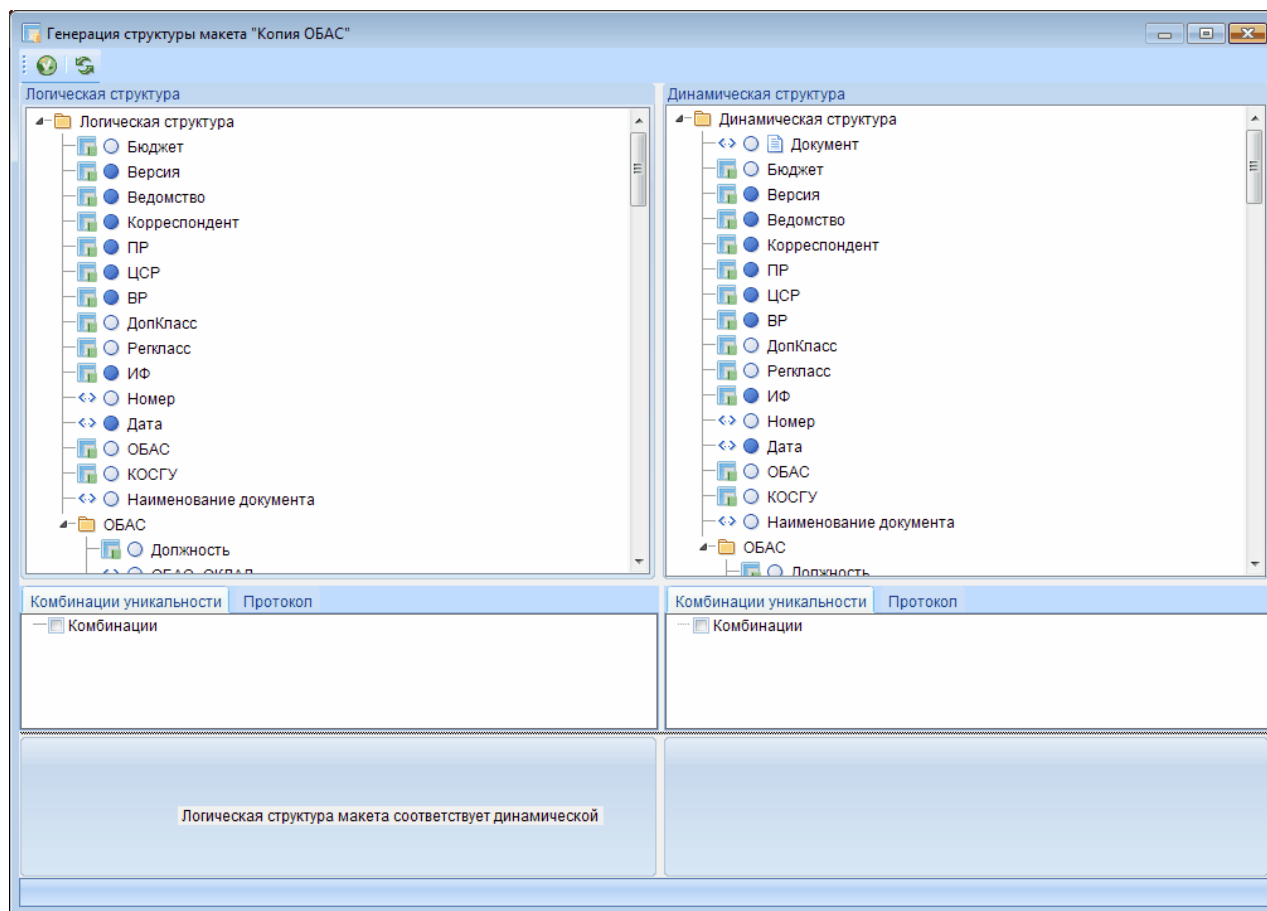 Генерация структуры макета "Копия ОБАС"
Логическая структура
Логическая структура
Бюджет
Версия
Ведомство
Корреспондент
ПР
ЦСР
ВР
ДопКласс
Регкласс
ИФ
Номер
Дата
ОБАС
КОСГУ
Наименование документа
ОБАС
Должность
ОБАС_ОКЛАД
Динамическая структура
Динамическая структура
Документ
Бюджет
Версия
Ведомство
Корреспондент
ПР
ЦСР
ВР
ДопКласс
Регкласс
ИФ
Номер
Дата
ОБАС
КОСГУ
Наименование документа
ОБАС
Должность
Комбинации уникальности Протокол
Комбинации
Комбинации уникальности Протокол
Комбинации
Логическая структура макета соответствует динамической